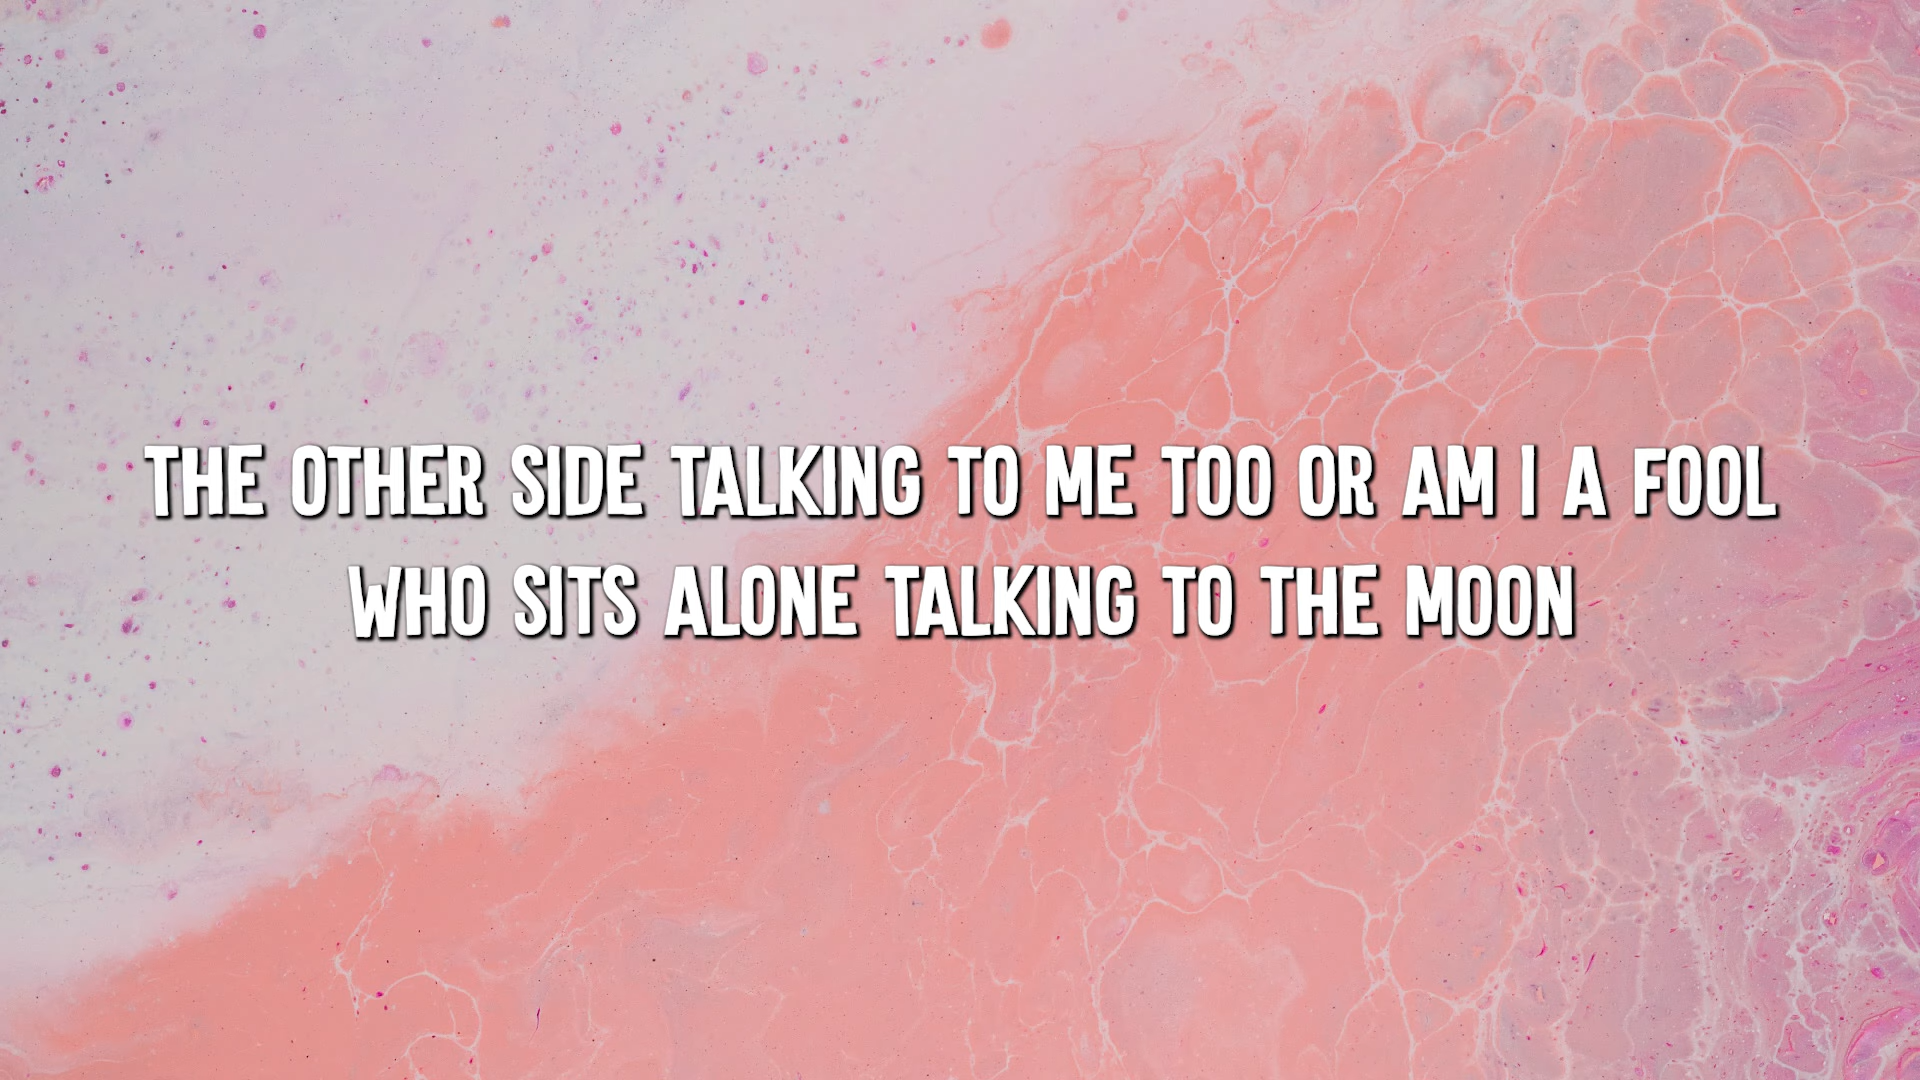 THE OTHER SIDE TALKING TO ME TOO OR AM I A FOOL
WHO SITS ALONE TALKING TO THE MOON